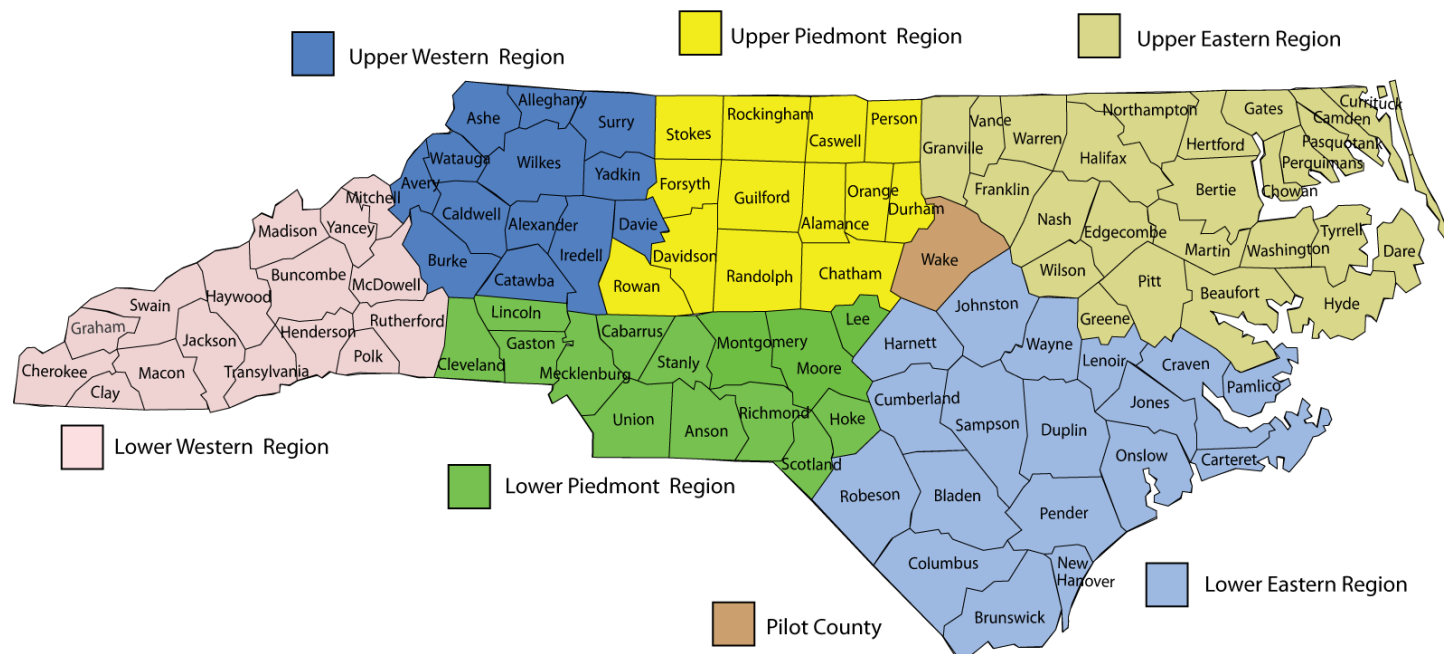 Upper Western Region
Upper Piedmont Region
Upper Eastern Region
Alleghany
Ashe
Surry
Watauga
Wilkes
Yadkin
Avery
Caldwell
Alexander
Davie
Iredell
Burke
Catawba
Stokes
Rockingham
Caswell
Person
Forsyth
Guilford
Alamance
Orange
Durham
Davidson
Rowan
Randolph
Chatham
Granville
Vance
Warren
Northampton
Gates
Currituck
Camden
Pasquotank
Perquimans
Chowan
Hertford
Halifax
Bertie
Franklin
Nash
Edgecombe
Martin
Washington
Tyrrell
Dare
Wilson
Pitt
Beaufort
Hyde
Greene
Wake
Mitchell
Yancey
Madison
Buncombe
McDowell
Haywood
Swain
Graham
Rutherford
Henderson
Jackson
Polk
Transylvania
Macon
Cherokee
Clay
Lincoln
Gaston
Cleveland
Mecklenburg
Cabarrus
Stanly
Montgomery
Lee
Moore
Union
Anson
Richmond
Hoke
Scotland
Johnston
Harnett
Wayne
Lenoir
Craven
Pamlico
Jones
Cumberland
Sampson
Duplin
Onslow
Carteret
Robeson
Bladen
Pender
Columbus
New
Hanover
Brunswick
Lower Western Region
Lower Piedmont Region
Lower Eastern Region
Pilot County